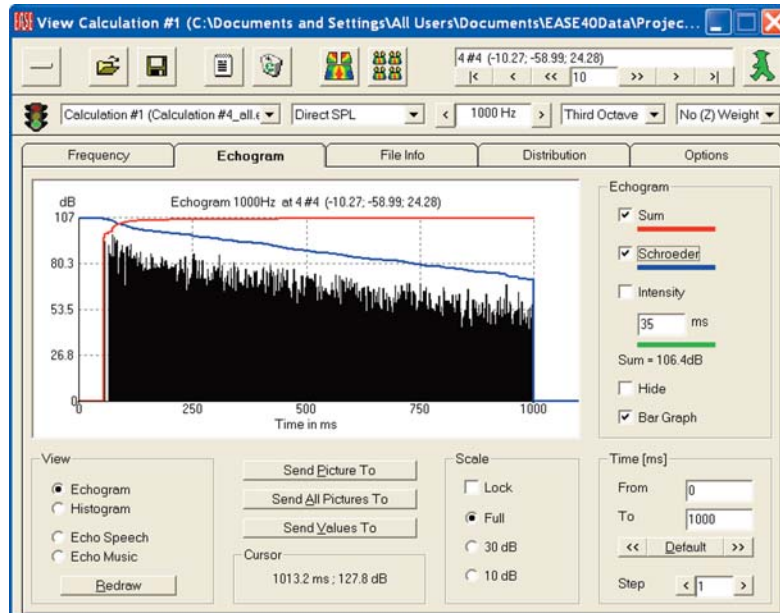 EASE View Calculation #1 (C:\Documents and Settings\All Users\Documents\EASE40Data\Projec...
4 #4 (-10.27; -58.99; 24.28)
|< < << 10 >> > >|
Calculation #1 (Calculation #4_all.e
Direct SPL
< 1000 Hz >
Third Octave
No (Z) Weight
Frequency
Echogram
File Info
Distribution
Options
dB
Echogram 1000Hz at 4 #4 (-10.27; -58.99; 24.28)
107
80.3
53.5
26.8
0
0 250 500 750 1000
Time in ms
Echogram
Sum
Schroeder
Intensity
35 ms
Sum = 106.4dB
Hide
Bar Graph
View
Echogram
Histogram
Echo Speech
Echo Music
Redraw
Send Picture To
Send All Pictures To
Send Values To
Cursor
1013.2 ms ; 127.8 dB
Scale
Lock
Full
30 dB
10 dB
Time [ms]
From 0
To 1000
<< Default >>
Step < 1 >